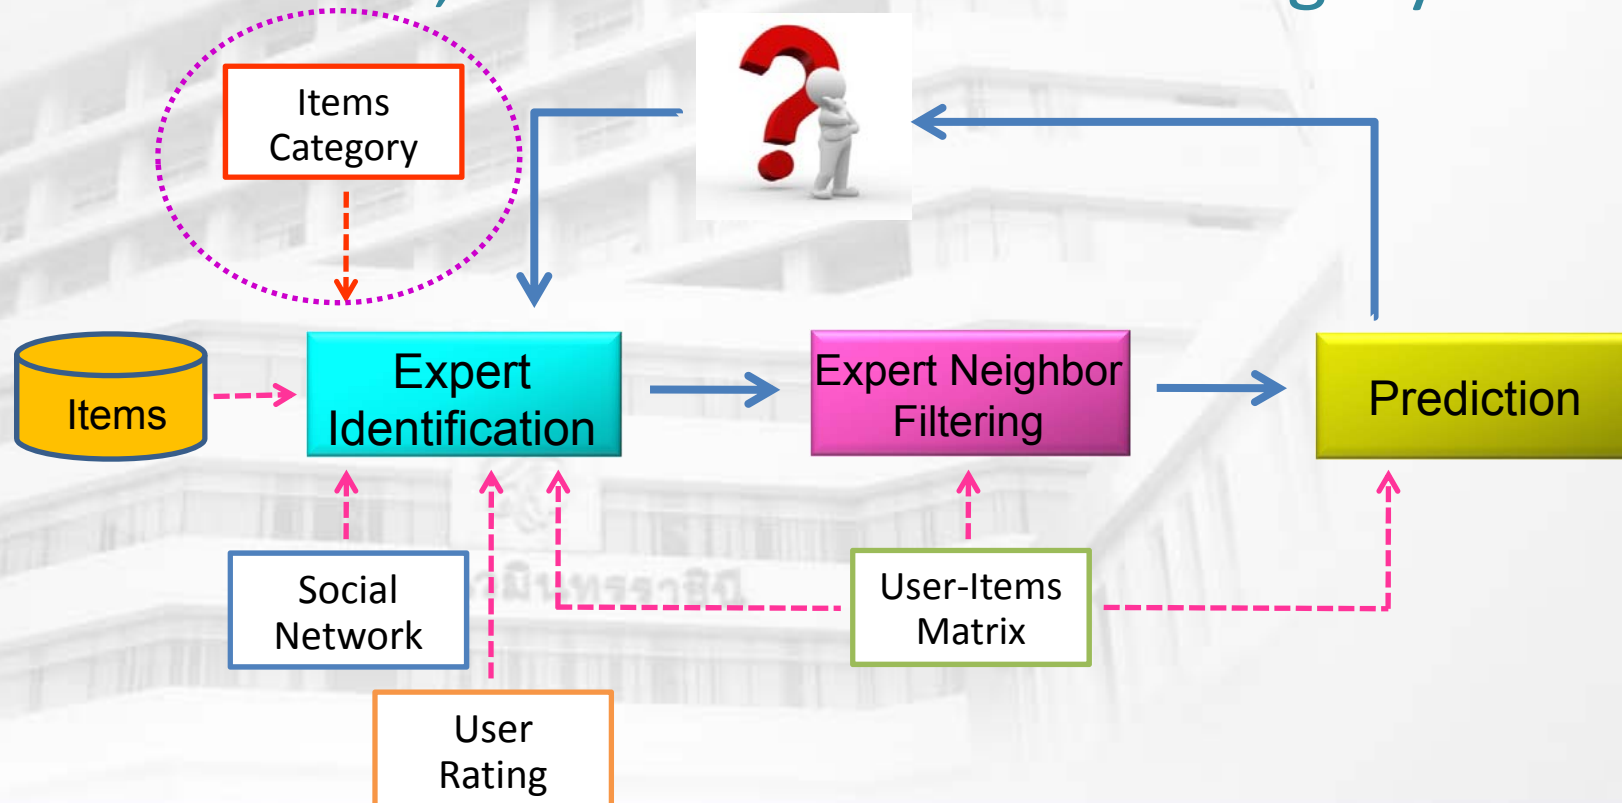 Items
Category
Items
Expert
Identification
Expert Neighbor
Filtering
Prediction
Social
Network
User-Items
Matrix
User
Rating